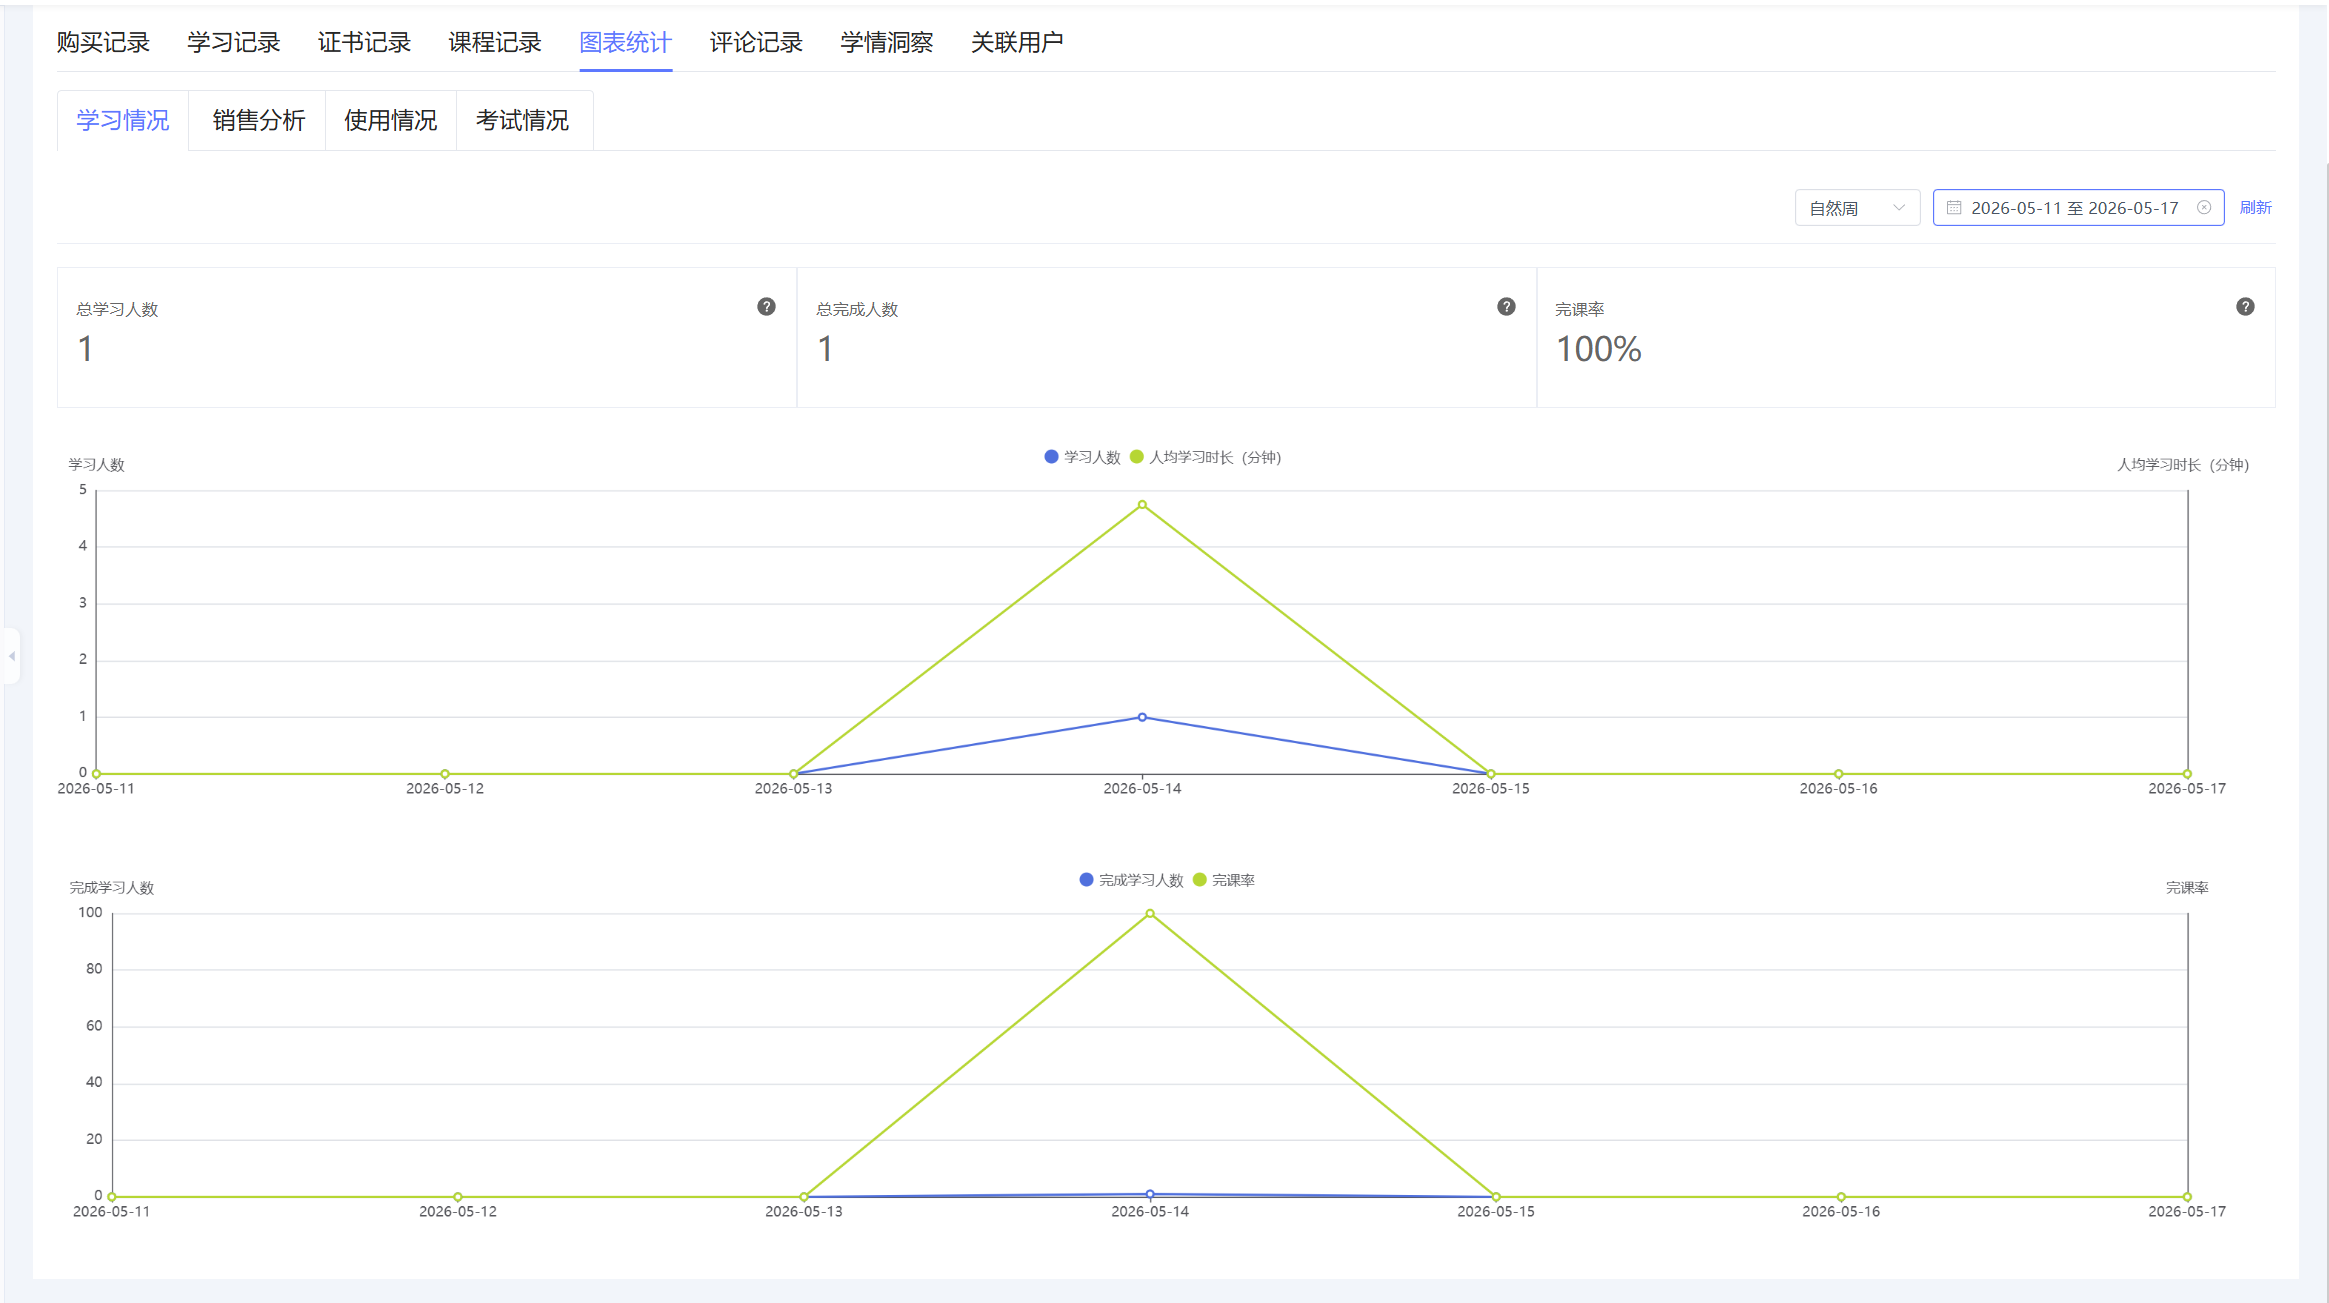 购买记录 学习记录 证书记录 课程记录 图表统计 评论记录 学情洞察 关联用户
学习情况 销售分析 使用情况 考试情况
自然周 2026-05-11 至 2026-05-17 刷新
总学习人数 总完成人数 完课率
1 1 100%
学习人数 学习人数 人均学习时长 (分钟) 人均学习时长 (分钟)
5
4
3
2
1
0
2026-05-11 2026-05-12 2026-05-13 2026-05-14 2026-05-15 2026-05-16 2026-05-17
完成学习人数 完成学习人数 完课率 完课率
100
80
60
40
20
0
2026-05-11 2026-05-12 2026-05-13 2026-05-14 2026-05-15 2026-05-16 2026-05-17